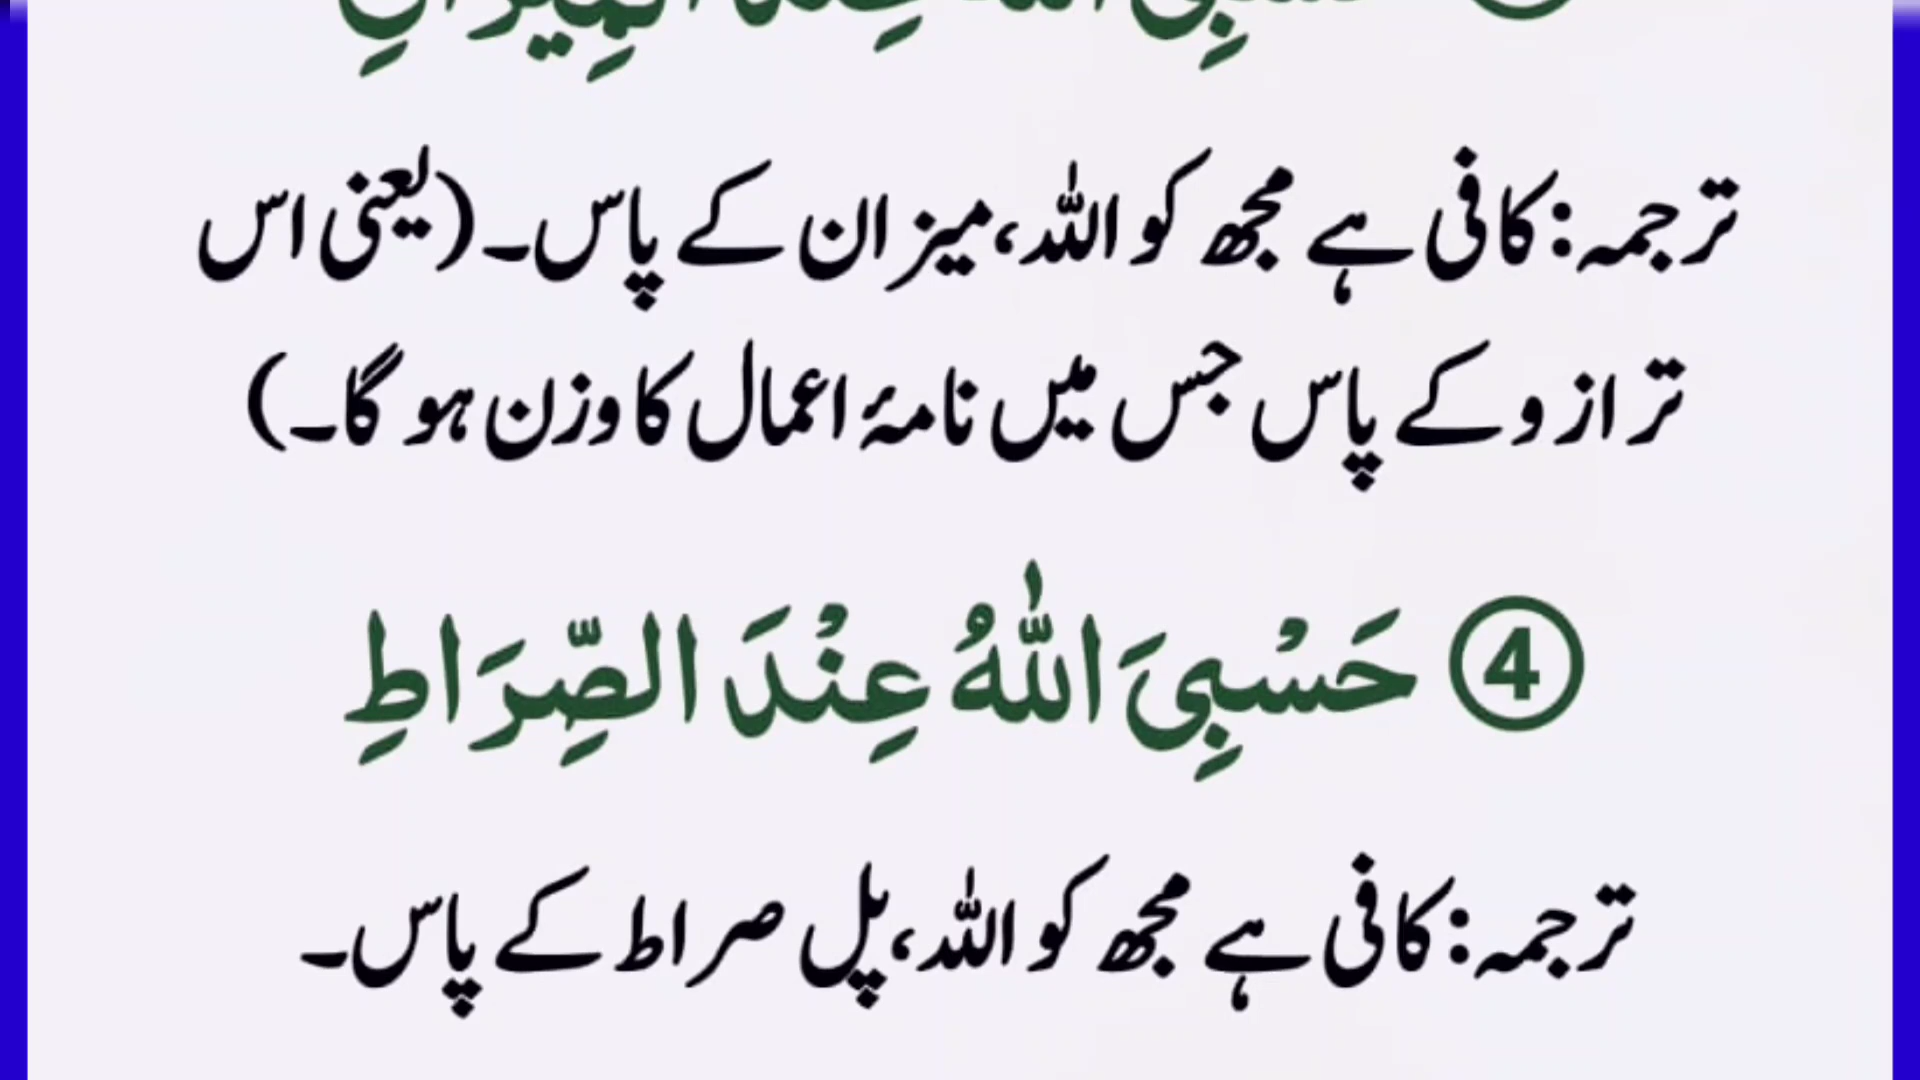 ترجمہ: کافی ہے مجھ کو اللہ، میزان کے پاس۔ (یعنی اس
ترازو کے پاس جس میں نامۂ اعمال کا وزن ہو گا۔)
④ حَسْبِیَ اللّٰهُ عِنْدَ الصِّرَاطِ
ترجمہ: کافی ہے مجھ کو اللہ، پل صراط کے پاس۔